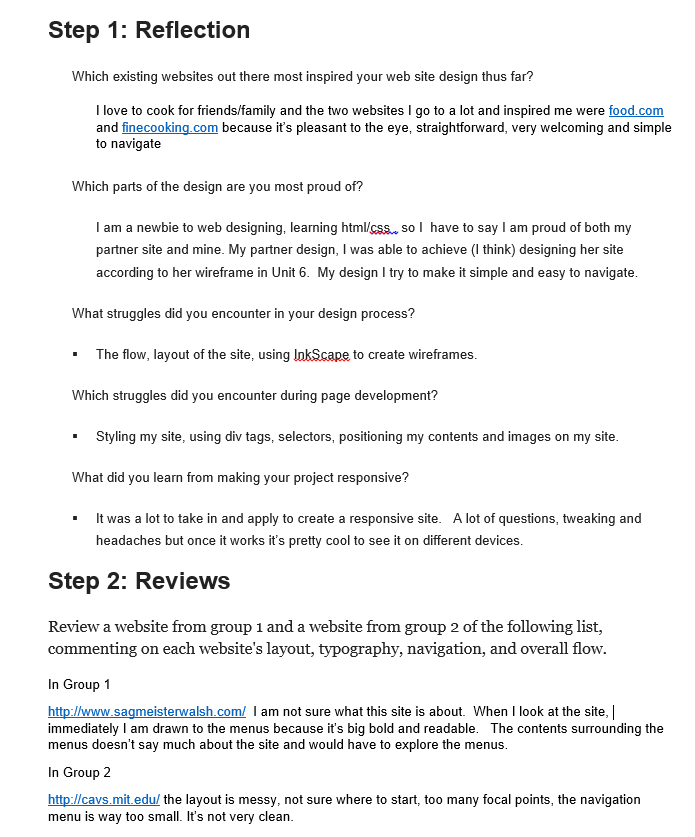 Step 1: Reflection
Which existing websites out there most inspired your web site design thus far?
I love to cook for friends/family and the two websites I go to a lot and inspired me were food.com
and finecooking.com because it's pleasant to the eye, straightforward, very welcoming and simple
to navigate
Which parts of the design are you most proud of?
I am a newbie to web designing, learning html/css , so I  have to say I am proud of both my
partner site and mine. My partner design, I was able to achieve (I think) designing her site
according to her wireframe in Unit 6.  My design I try to make it simple and easy to navigate.
What struggles did you encounter in your design process?
▪ The flow, layout of the site, using InkScape to create wireframes.
Which struggles did you encounter during page development?
▪ Styling my site, using div tags, selectors, positioning my contents and images on my site.
What did you learn from making your project responsive?
▪ It was a lot to take in and apply to create a responsive site.   A lot of questions, tweaking and
headaches but once it works it's pretty cool to see it on different devices.
Step 2: Reviews
Review a website from group 1 and a website from group 2 of the following list,
commenting on each website's layout, typography, navigation, and overall flow.
In Group 1
http://www.sagmeisterwalsh.com/  I am not sure what this site is about.  When I look at the site,
immediately I am drawn to the menus because it's big bold and readable.   The contents surrounding the
menus doesn't say much about the site and would have to explore the menus.
In Group 2
http://cavs.mit.edu/ the layout is messy, not sure where to start, too many focal points, the navigation
menu is way too small. It's not very clean.